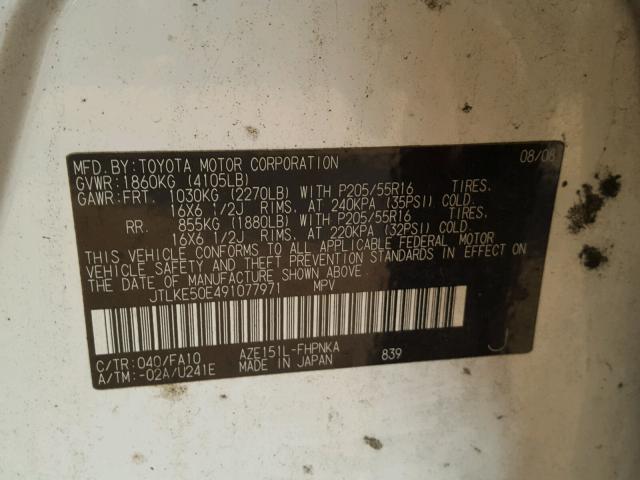 MFD. BY: TOYOTA MOTOR CORPORATION 08/08
GVWR: 1860KG (4105LB)
GAWR: FRT. 1030KG (2270LB) WITH P205/55R16 TIRES,
16X6 1/2J RIMS, AT 240KPA (35PSI) COLD.
RR. 855KG (1880LB) WITH P205/55R16 TIRES,
16X6 1/2J RIMS, AT 220KPA (32PSI) COLD.
THIS VEHICLE CONFORMS TO ALL APPLICABLE FEDERAL MOTOR
VEHICLE SAFETY AND THEFT PREVENTION STANDARDS IN EFFECT ON
THE DATE OF MANUFACTURE SHOWN ABOVE.
JTLKE50E491077971 MPV
C/TR: 040/FA10 AZE151L-FHPNKA
A/TM: -02A/U241E MADE IN JAPAN 839 J